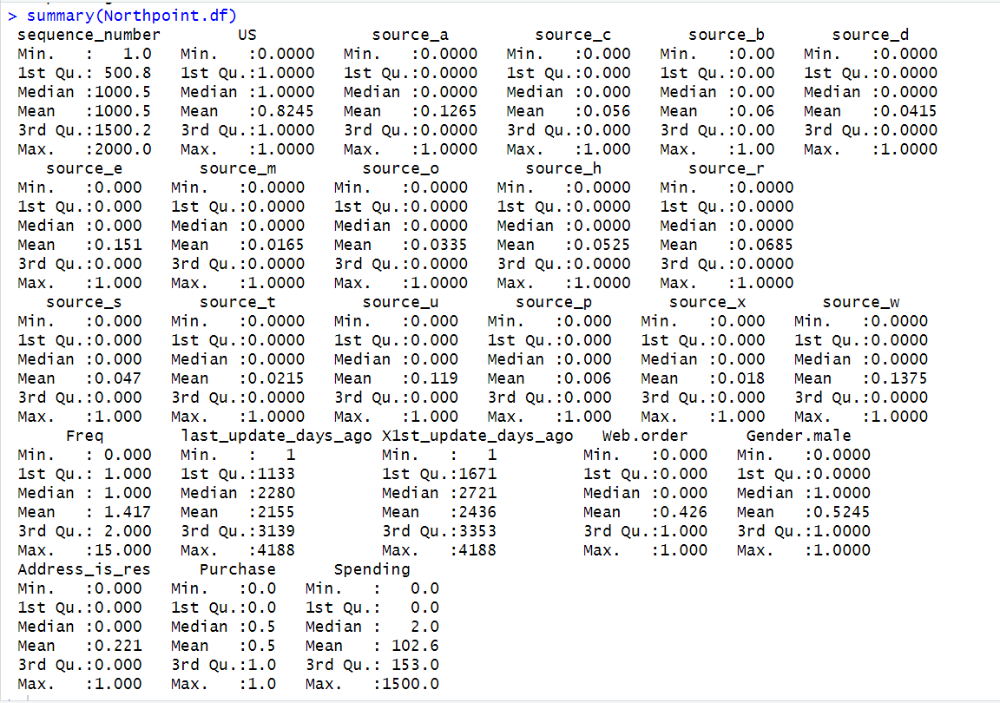 > summary(Northpoint.df)
sequence_number US source_a source_c source_b source_d
Min. : 1.0 Min. :0.0000 Min. :0.0000 Min. :0.000 Min. :0.00 Min. :0.0000
1st Qu.: 500.8 1st Qu.:1.0000 1st Qu.:0.0000 1st Qu.:0.000 1st Qu.:0.00 1st Qu.:0.0000
Median :1000.5 Median :1.0000 Median :0.0000 Median :0.000 Median :0.00 Median :0.0000
Mean :1000.5 Mean :0.8245 Mean :0.1265 Mean :0.056 Mean :0.06 Mean :0.0415
3rd Qu.:1500.2 3rd Qu.:1.0000 3rd Qu.:0.0000 3rd Qu.:0.000 3rd Qu.:0.00 3rd Qu.:0.0000
Max. :2000.0 Max. :1.0000 Max. :1.0000 Max. :1.000 Max. :1.00 Max. :1.0000
source_e source_m source_o source_h source_r
Min. :0.000 Min. :0.0000 Min. :0.0000 Min. :0.0000 Min. :0.0000
1st Qu.:0.000 1st Qu.:0.0000 1st Qu.:0.0000 1st Qu.:0.0000 1st Qu.:0.0000
Median :0.000 Median :0.0000 Median :0.0000 Median :0.0000 Median :0.0000
Mean :0.151 Mean :0.0165 Mean :0.0335 Mean :0.0525 Mean :0.0685
3rd Qu.:0.000 3rd Qu.:0.0000 3rd Qu.:0.0000 3rd Qu.:0.0000 3rd Qu.:0.0000
Max. :1.000 Max. :1.0000 Max. :1.0000 Max. :1.0000 Max. :1.0000
source_s source_t source_u source_p source_x source_w
Min. :0.000 Min. :0.0000 Min. :0.000 Min. :0.000 Min. :0.000 Min. :0.0000
1st Qu.:0.000 1st Qu.:0.0000 1st Qu.:0.000 1st Qu.:0.000 1st Qu.:0.000 1st Qu.:0.0000
Median :0.000 Median :0.0000 Median :0.000 Median :0.000 Median :0.000 Median :0.0000
Mean :0.047 Mean :0.0215 Mean :0.119 Mean :0.006 Mean :0.018 Mean :0.1375
3rd Qu.:0.000 3rd Qu.:0.0000 3rd Qu.:0.000 3rd Qu.:0.000 3rd Qu.:0.000 3rd Qu.:0.0000
Max. :1.000 Max. :1.0000 Max. :1.000 Max. :1.000 Max. :1.000 Max. :1.0000
Freq last_update_days_ago X1st_update_days_ago Web.order Gender.male
Min. : 0.000 Min. : 1 Min. : 1 Min. :0.000 Min. :0.0000
1st Qu.: 1.000 1st Qu.:1133 1st Qu.:1671 1st Qu.:0.000 1st Qu.:0.0000
Median : 1.000 Median :2280 Median :2721 Median :0.000 Median :1.0000
Mean : 1.417 Mean :2155 Mean :2436 Mean :0.426 Mean :0.5245
3rd Qu.: 2.000 3rd Qu.:3139 3rd Qu.:3353 3rd Qu.:1.000 3rd Qu.:1.0000
Max. :15.000 Max. :4188 Max. :4188 Max. :1.000 Max. :1.0000
Address_is_res Purchase Spending
Min. :0.000 Min. :0.0 Min. : 0.0
1st Qu.:0.000 1st Qu.:0.0 1st Qu.: 0.0
Median :0.000 Median :0.5 Median : 2.0
Mean :0.221 Mean :0.5 Mean : 102.6
3rd Qu.:0.000 3rd Qu.:1.0 3rd Qu.: 153.0
Max. :1.000 Max. :1.0 Max. :1500.0